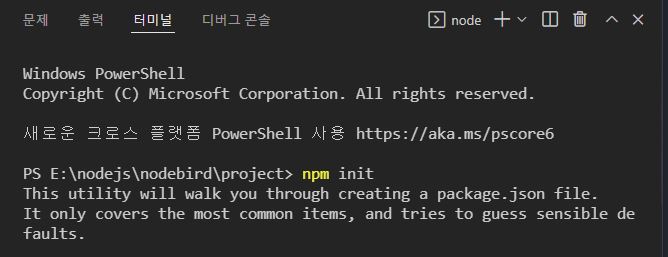 문제 출력 터미널 디버그 콘솔 node
Windows PowerShell
Copyright (C) Microsoft Corporation. All rights reserved.
새로운 크로스 플랫폼 PowerShell 사용 https://aka.ms/pscore6
PS E:\nodejs\nodebird\project> npm init
This utility will walk you through creating a package.json file.
It only covers the most common items, and tries to guess sensible de
faults.